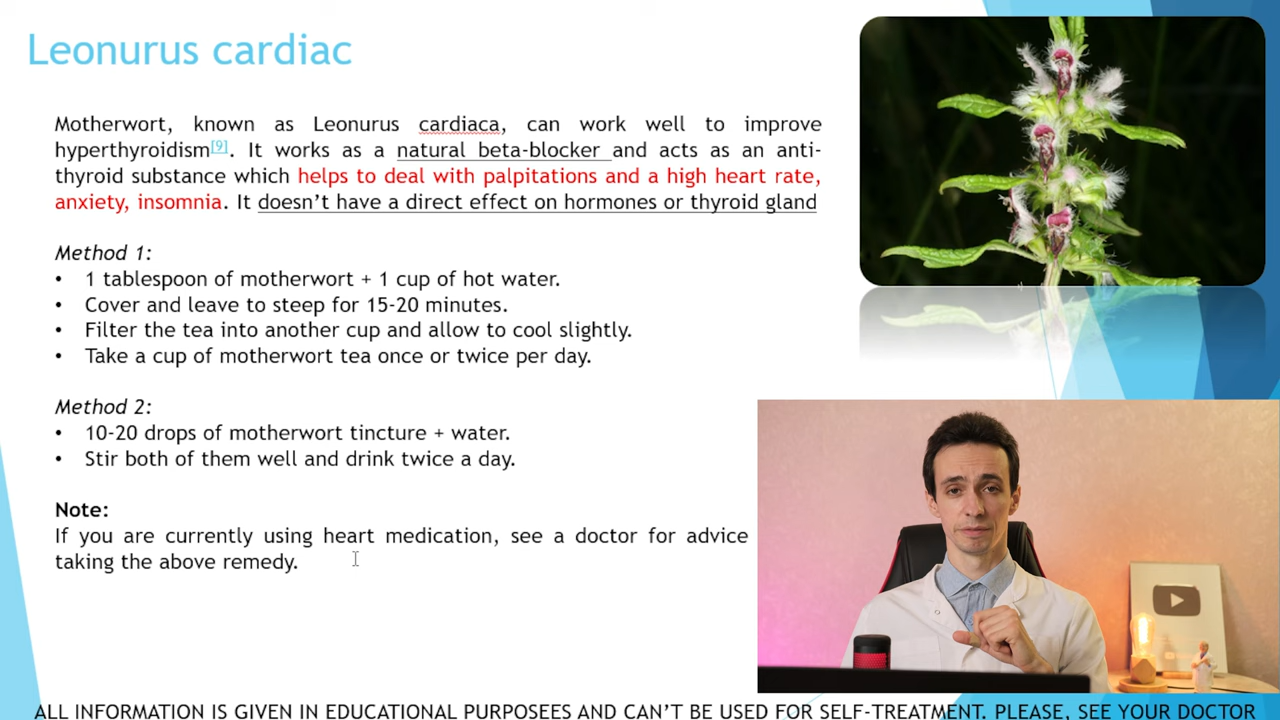 Leonurus cardiac
Motherwort, known as Leonurus cardiaca, can work well to improve
hyperthyroidism[9]. It works as a natural beta-blocker and acts as an anti-
thyroid substance which helps to deal with palpitations and a high heart rate,
anxiety, insomnia. It doesn't have a direct effect on hormones or thyroid gland
Method 1:
• 1 tablespoon of motherwort + 1 cup of hot water.
• Cover and leave to steep for 15-20 minutes.
• Filter the tea into another cup and allow to cool slightly.
• Take a cup of motherwort tea once or twice per day.
Method 2:
• 10-20 drops of motherwort tincture + water.
• Stir both of them well and drink twice a day.
Note:
If you are currently using heart medication, see a doctor for advice
taking the above remedy.
ALL INFORMATION IS GIVEN IN EDUCATIONAL PURPOSEES AND CAN'T BE USED FOR SELF-TREATMENT. PLEASE, SEE YOUR DOCTOR